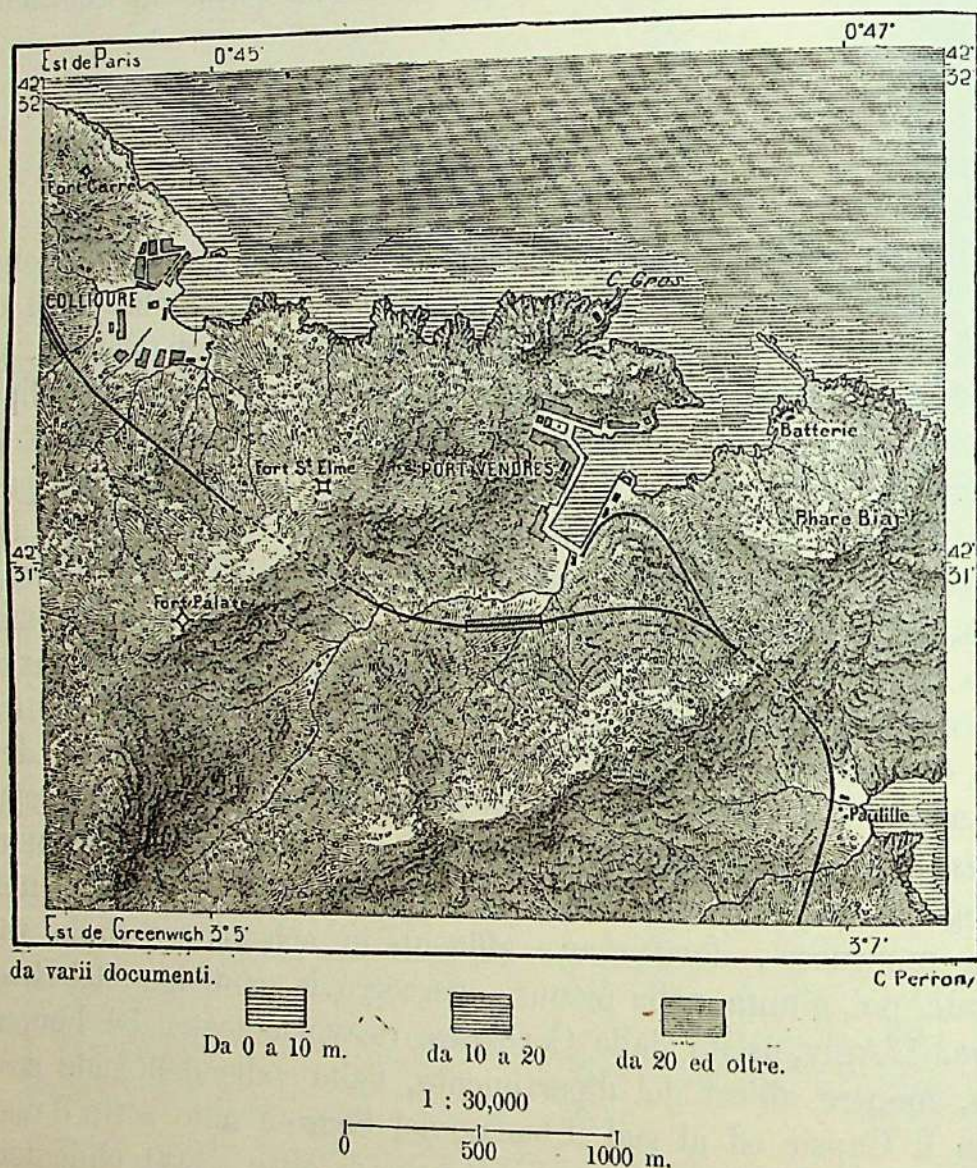 Est de Paris 0°45′ 0°47′
42°
32′
42°
32′
Fort Carré
COLLIOURE
C. Gros
Batterie
Fort St Elme
PORT VENDRES
Phare
42°
31′
42°
31′
Fort
Paulille
Est de Greenwich 3°5′ 3°7′
da varii documenti.
C Perron,
Da 0 a 10 m.
da 10 a 20
da 20 ed oltre.
1 : 30,000
0 500 1000 m.